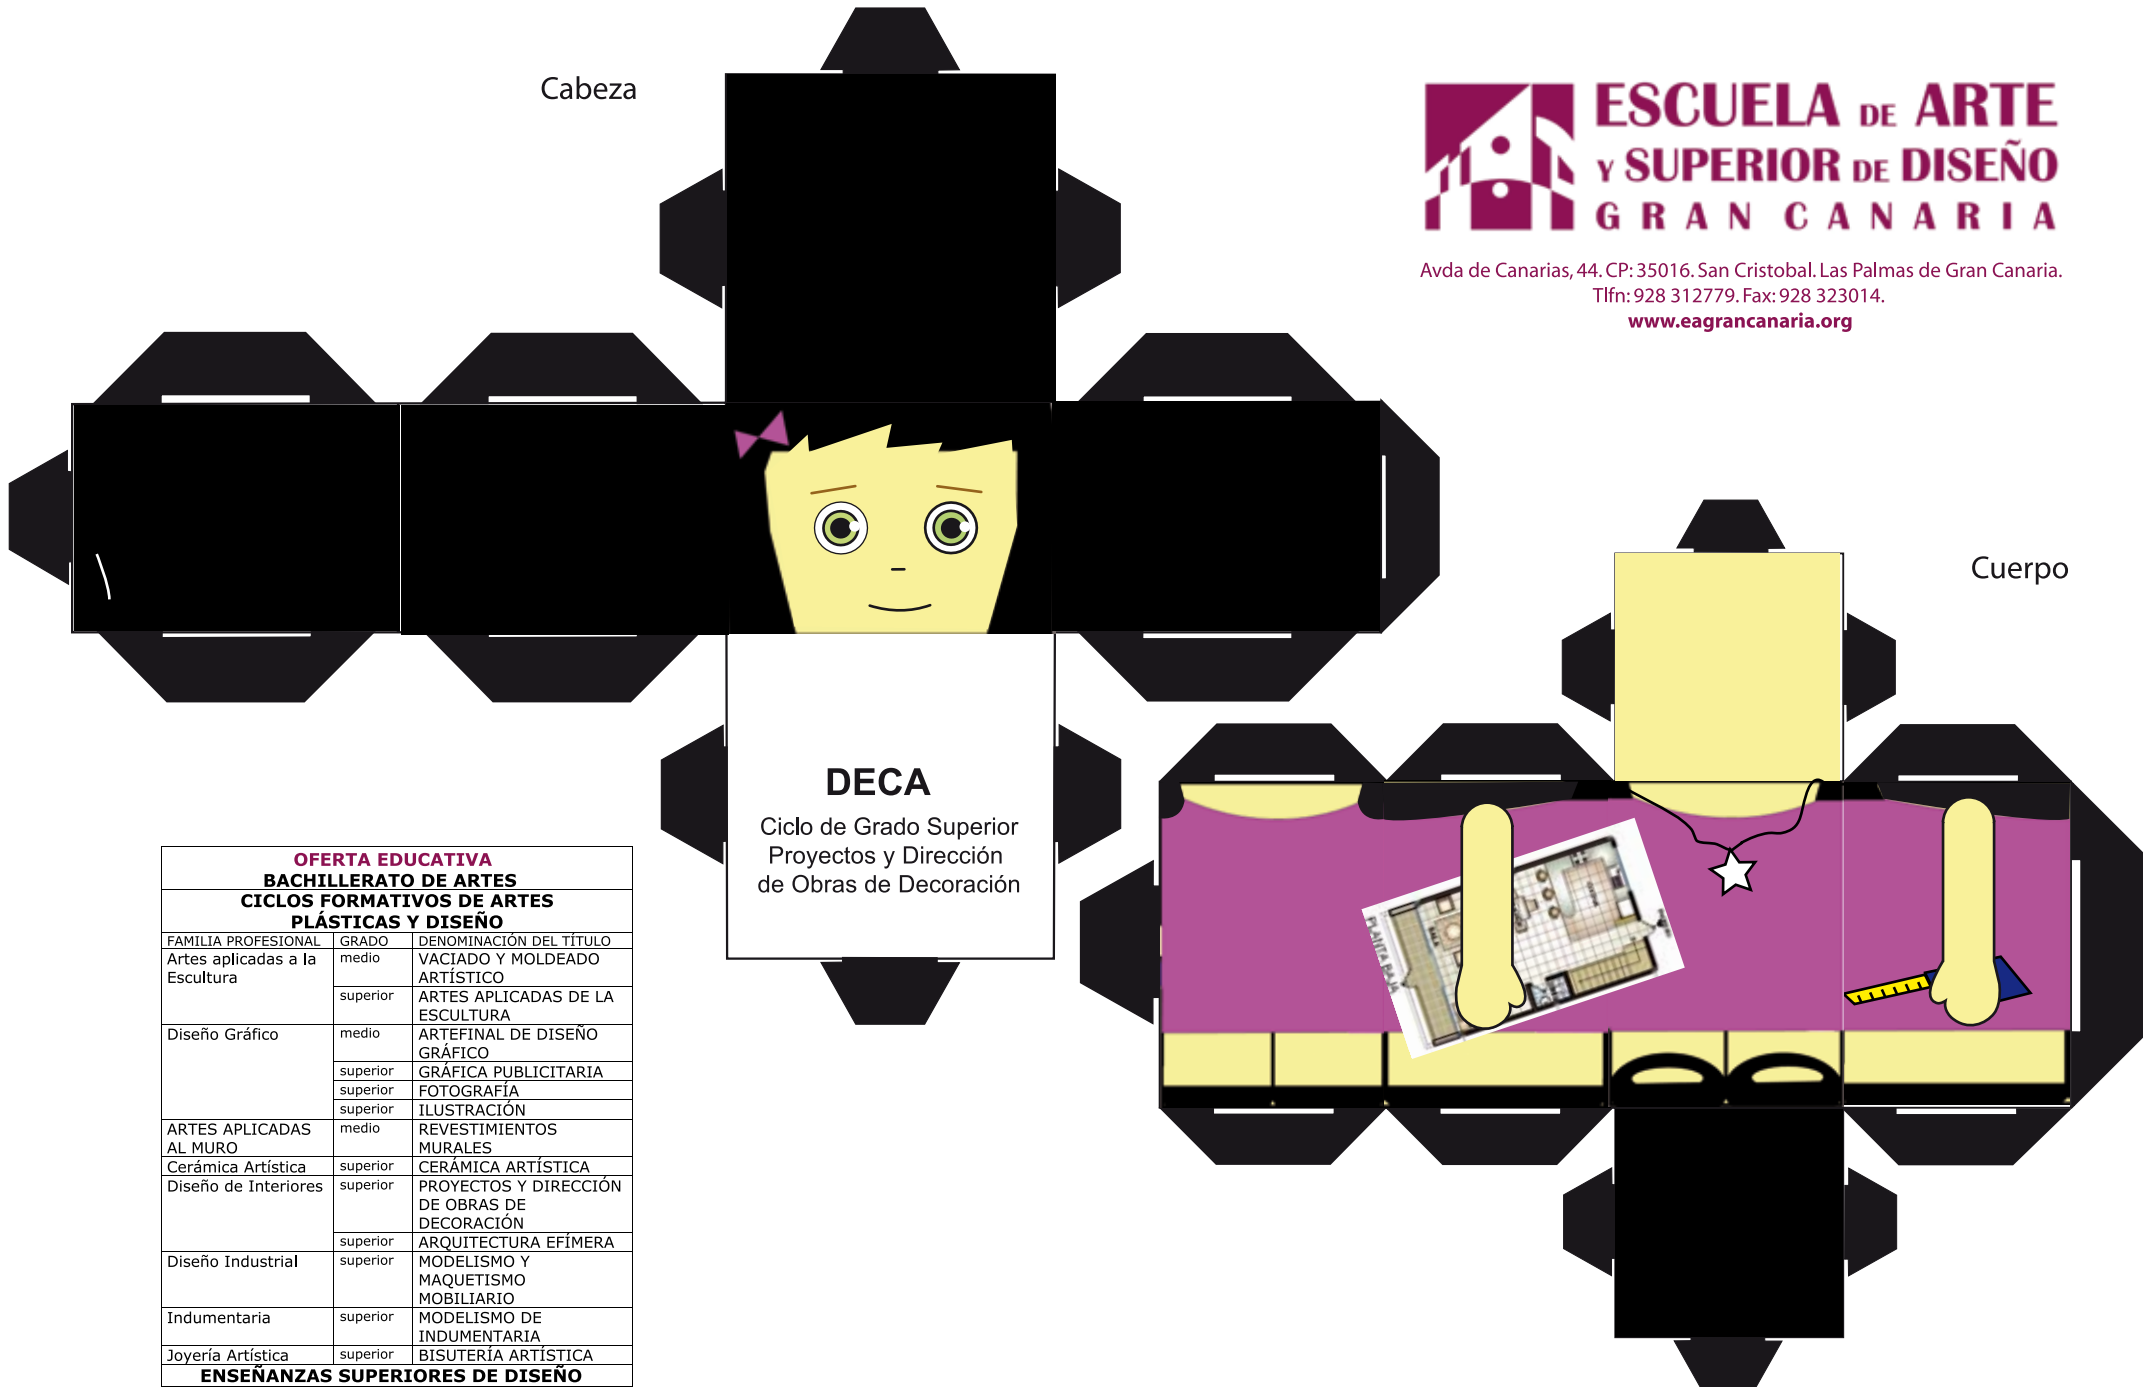 Cabeza
ESCUELA DE ARTE
Y SUPERIOR DE DISEÑO
GRAN CANARIA
Avda de Canarias, 44. CP: 35016. San Cristobal. Las Palmas de Gran Canaria.
Tlfn: 928 312779. Fax: 928 323014.
www.eagrancanaria.org
Cuerpo
DECA
Ciclo de Grado Superior
Proyectos y Dirección
de Obras de Decoración
PLANTA BAJA
OFERTA EDUCATIVA
BACHILLERATO DE ARTES
CICLOS FORMATIVOS DE ARTES
PLÁSTICAS Y DISEÑO
FAMILIA PROFESIONAL GRADO DENOMINACIÓN DEL TÍTULO
Artes aplicadas a la medio VACIADO Y MOLDEADO
Escultura ARTÍSTICO
superior ARTES APLICADAS DE LA
ESCULTURA
Diseño Gráfico medio ARTEFINAL DE DISEÑO
GRÁFICO
superior GRÁFICA PUBLICITARIA
superior FOTOGRAFÍA
superior ILUSTRACIÓN
ARTES APLICADAS medio REVESTIMIENTOS
AL MURO MURALES
Cerámica Artística superior CERÁMICA ARTÍSTICA
Diseño de Interiores superior PROYECTOS Y DIRECCIÓN
DE OBRAS DE
DECORACIÓN
superior ARQUITECTURA EFÍMERA
Diseño Industrial superior MODELISMO Y
MAQUETISMO
MOBILIARIO
Indumentaria superior MODELISMO DE
INDUMENTARIA
Joyería Artística superior BISUTERÍA ARTÍSTICA
ENSEÑANZAS SUPERIORES DE DISEÑO